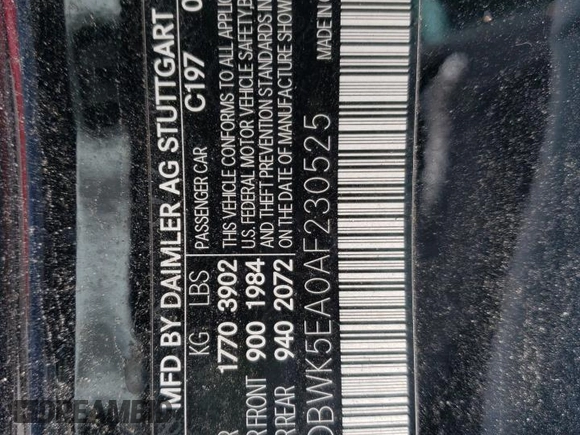 MFD BY DAIMLER AG STUTTGART
C197 0
KG LBS
PASSENGER CAR
1770 3902
THIS VEHICLE CONFORMS TO ALL APPLIC
U.S. FEDERAL MOTOR VEHICLE SAFETY,B
R FRONT 900 1984
AND THEFT PREVENTION STANDARDS IN
R REAR 940 2072
ON THE DATE OF MANUFACTURE SHOW
DBWK5EA0AF230525
MADE IN